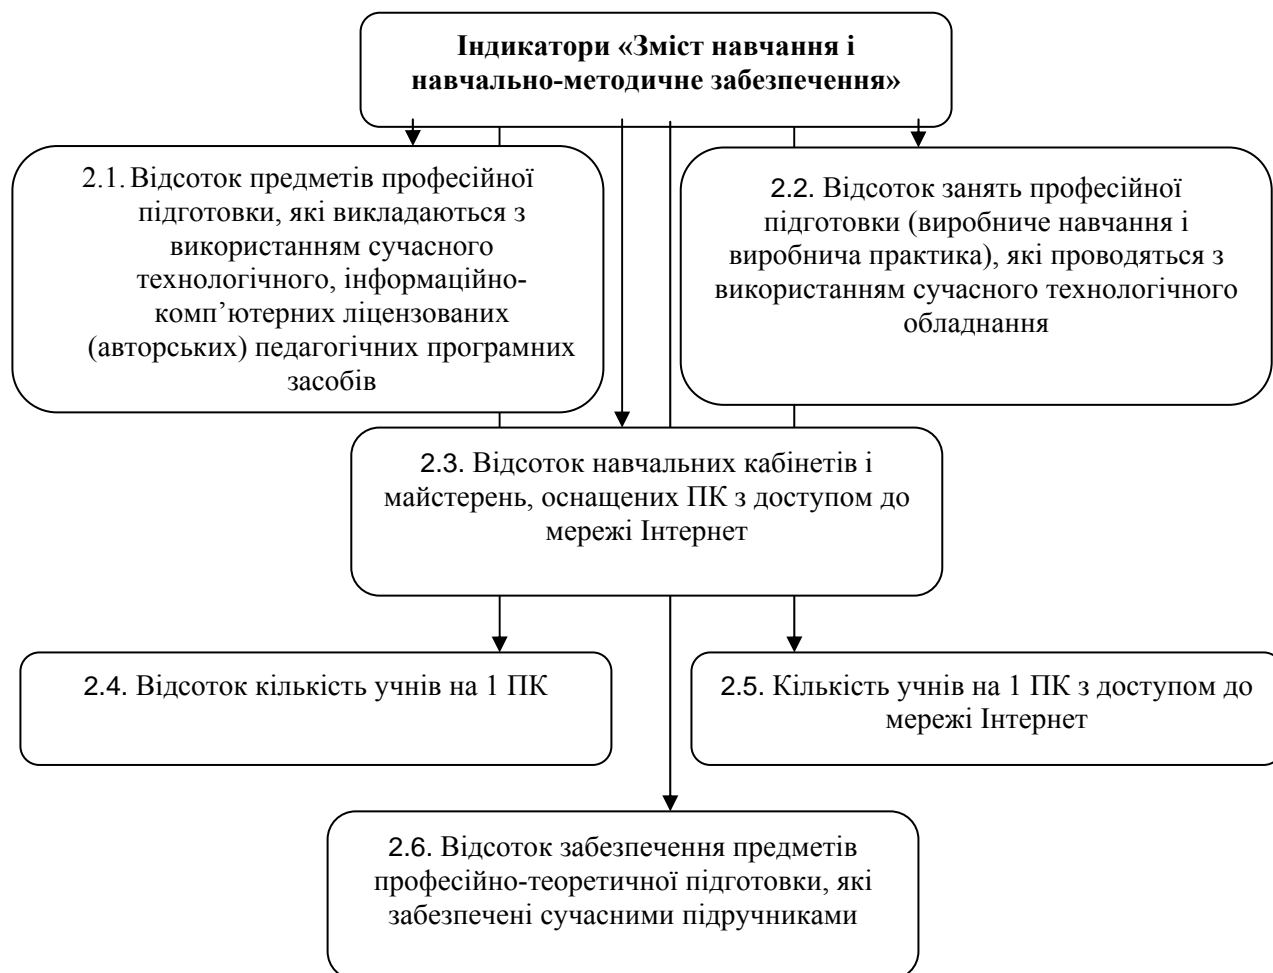 Індикатори «Зміст навчання і
навчально-методичне забезпечення»
2.1. Відсоток предметів професійної
підготовки, які викладаються з
використанням сучасного
технологічного, інформаційно-
комп’ютерних ліцензованих
(авторських) педагогічних програмних
засобів
2.2. Відсоток занять професійної
підготовки (виробниче навчання і
виробнича практика), які проводяться з
використанням сучасного технологічного
обладнання
2.3. Відсоток навчальних кабінетів і
майстерень, оснащених ПК з доступом до
мережі Інтернет
2.4. Відсоток кількість учнів на 1 ПК
2.5. Кількість учнів на 1 ПК з доступом до
мережі Інтернет
2.6. Відсоток забезпечення предметів
професійно-теоретичної підготовки, які
забезпечені сучасними підручниками